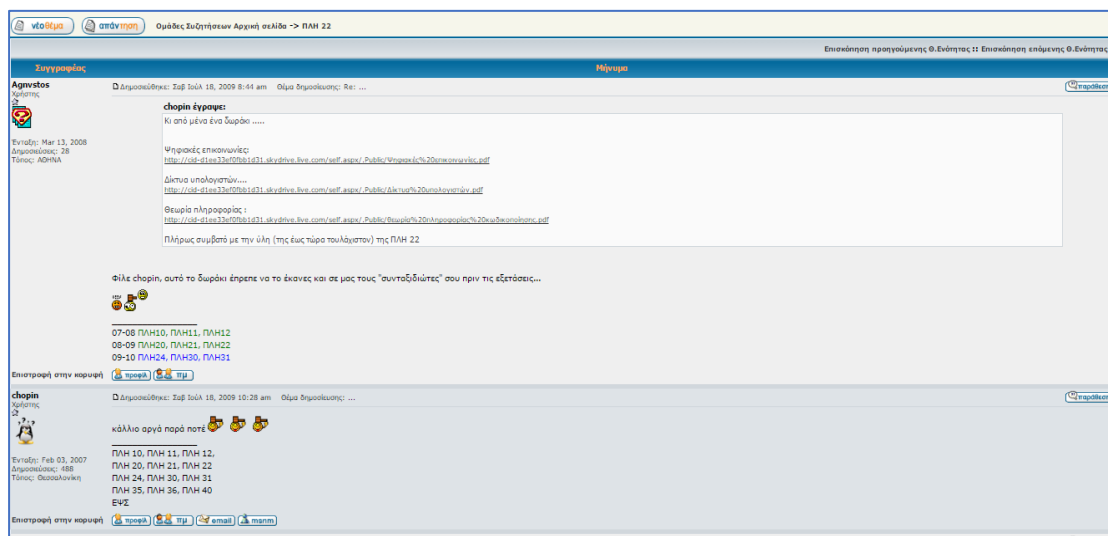 νέο θέμα απάντηση Ομάδες Συζητήσεων Αρχική σελίδα -> ΠΛΗ 22
Επισκόπηση προηγούμενης Θ.Ενότητας :: Επισκόπηση επόμενης Θ.Ενότητας
Συγγραφέας Μήνυμα
Agnvstos
Χρήστης
Ένταξη: Mar 13, 2008
Δημοσιεύσεις: 28
Τόπος: ΑΘΗΝΑ
Δημοσιεύθηκε: Σαβ Ιούλ 18, 2009 8:44 am Θέμα δημοσίευσης: Re: ...
παράθεση
chopin έγραψε:
Κι από μένα ένα δωράκι .....
Ψηφιακές επικοινωνίες:
http://cid-d1ee33ef0fbb1d31.skydrive.live.com/self.aspx/.Public/Ψηφιακές%20επικοινωνίες.pdf
Δίκτυα υπολογιστών....
http://cid-d1ee33ef0fbb1d31.skydrive.live.com/self.aspx/.Public/Δίκτυα%20υπολογιστών.pdf
Θεωρία πληροφορίας :
http://cid-d1ee33ef0fbb1d31.skydrive.live.com/self.aspx/.Public/Θεωρία%20πληροφορίας%20κωδικοποίησης.pdf
Πλήρως συμβατό με την ύλη (της έως τώρα τουλάχιστον) της ΠΛΗ 22
Φίλε chopin, αυτό το δωράκι έπρεπε να το έκανες και σε μας τους "συνταξιδιώτες" σου πριν τις εξετάσεις...
07-08 ΠΛΗ10, ΠΛΗ11, ΠΛΗ12
08-09 ΠΛΗ20, ΠΛΗ21, ΠΛΗ22
09-10 ΠΛΗ24, ΠΛΗ30, ΠΛΗ31
Επιστροφή στην κορυφή προφίλ πμ
chopin
Χρήστης
Ένταξη: Feb 03, 2007
Δημοσιεύσεις: 488
Τόπος: Θεσσαλονίκη
Δημοσιεύθηκε: Σαβ Ιούλ 18, 2009 10:28 am Θέμα δημοσίευσης: ...
παράθεση
κάλλιο αργά παρά ποτέ
ΠΛΗ 10, ΠΛΗ 11, ΠΛΗ 12,
ΠΛΗ 20, ΠΛΗ 21, ΠΛΗ 22
ΠΛΗ 24, ΠΛΗ 30, ΠΛΗ 31
ΠΛΗ 35, ΠΛΗ 36, ΠΛΗ 40
ΕΨΣ
Επιστροφή στην κορυφή προφίλ πμ email msnm